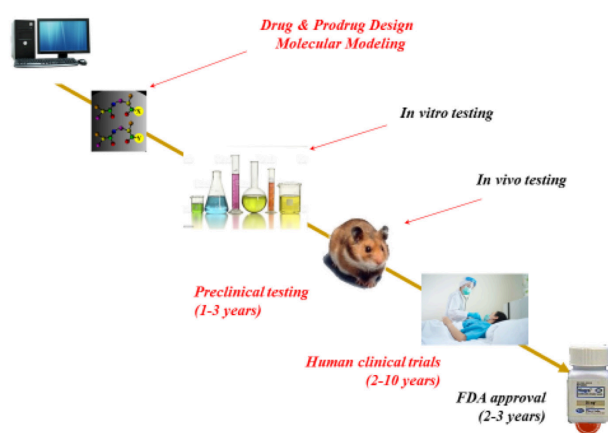 Drug & Prodrug Design
Molecular Modeling
In vitro testing
In vivo testing
Preclinical testing
(1-3 years)
Human clinical trials
(2-10 years)
FDA approval
(2-3 years)